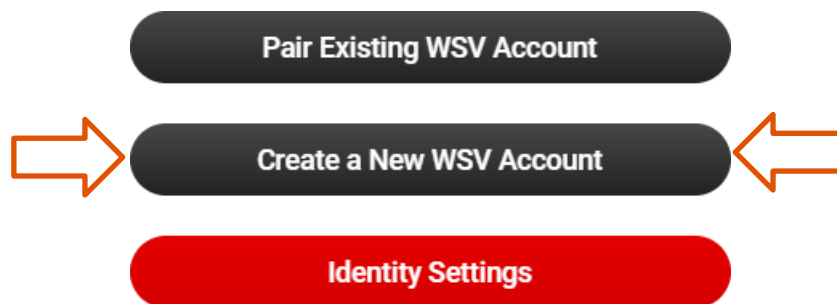 Pair Existing WSV Account
Create a New WSV Account
Identity Settings